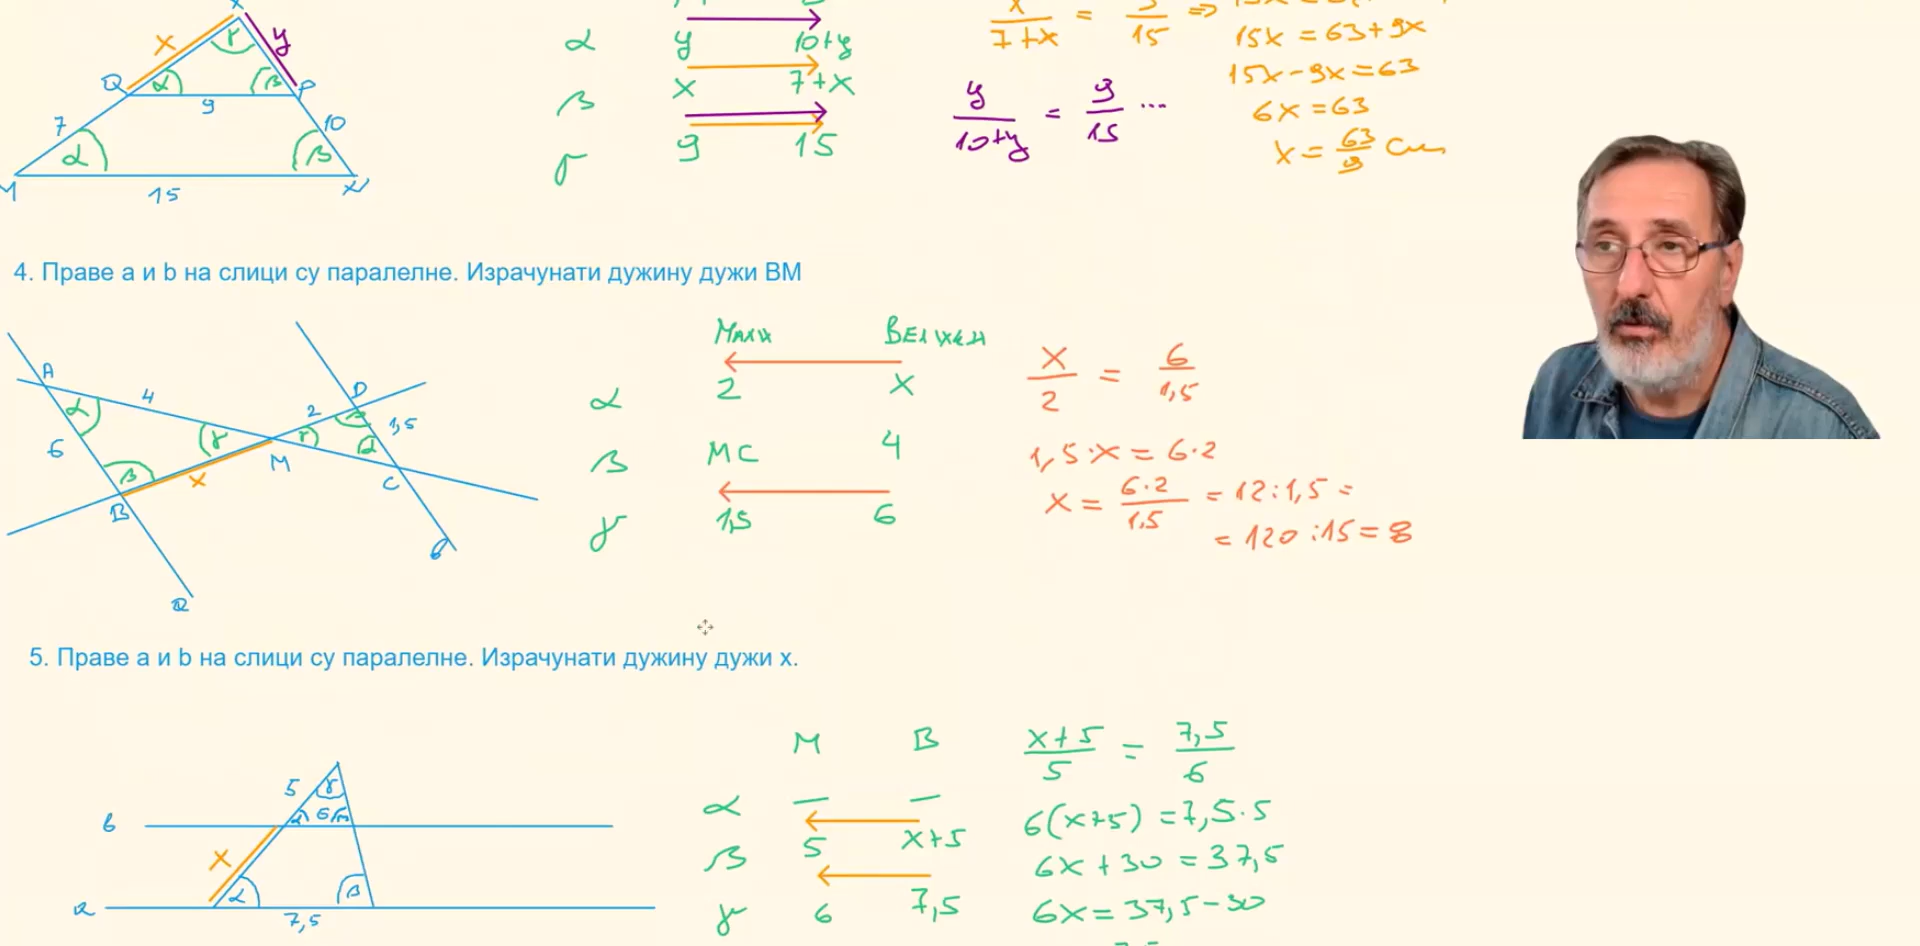 x
y
γ
Q
α
β
P
9
7
10
α
β
M
15
N
α
y
10+y
x
7+x
β
9
15
γ
x/(7+x) = 9/15 =>
y/(10+y) = 9/15 ...
15x = 63+9x
15x-9x=63
6x = 63
x = 63/9 cm
4. Праве a и b на слици су паралелне. Израчунати дужину дужи BM
A
4
α
6
γ
β
x
B
M
2
D
γ
β
1,5
α
C
b
a
Мали
Велики
α
2
x
β
MC
4
γ
1,5
6
x/2 = 6/1,5
1,5·x = 6·2
x = 6·2/1,5 = 12:1,5 =
= 120:15 = 8
5. Праве a и b на слици су паралелне. Израчунати дужину дужи x.
5
γ
α
6
β
b
x
α
β
a
7,5
M
B
α
—
—
β
5
x+5
γ
6
7,5
(x+5)/5 = 7,5/6
6(x+5) = 7,5·5
6x + 30 = 37,5
6x = 37,5-30